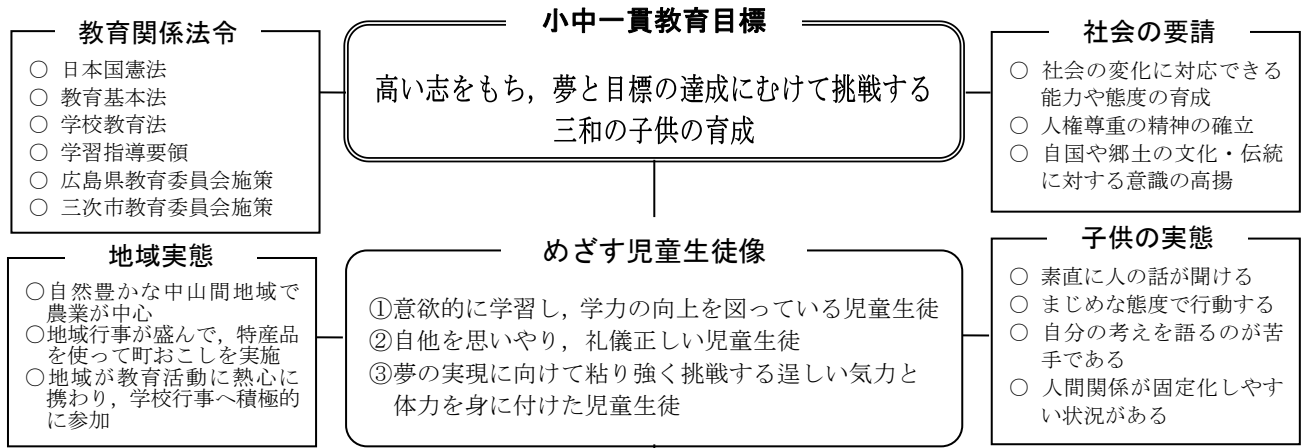 小中一貫教育目標
高い志をもち，夢と目標の達成にむけて挑戦する
三和の子供の育成
教育関係法令
○ 日本国憲法
○ 教育基本法
○ 学校教育法
○ 学習指導要領
○ 広島県教育委員会施策
○ 三次市教育委員会施策
社会の要請
○ 社会の変化に対応できる
能力や態度の育成
○ 人権尊重の精神の確立
○ 自国や郷土の文化・伝統
に対する意識の高揚
地域実態
○自然豊かな中山間地域で
農業が中心
○地域行事が盛んで，特産品
を使って町おこしを実施
○地域が教育活動に熱心に
携わり，学校行事へ積極的
に参加
めざす児童生徒像
①意欲的に学習し，学力の向上を図っている児童生徒
②自他を思いやり，礼儀正しい児童生徒
③夢の実現に向けて粘り強く挑戦する逞しい気力と
体力を身に付けた児童生徒
子供の実態
○ 素直に人の話が聞ける
○ まじめな態度で行動する
○ 自分の考えを語るのが苦
手である
○ 人間関係が固定化しやす
い状況がある